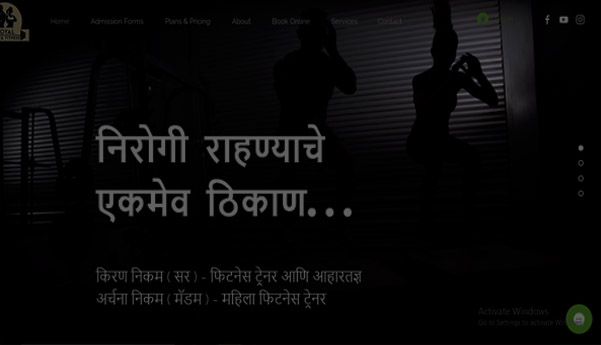 Home
Admission Forms
Plans & Pricing
About
Book Online
Services
Contact
निरोगी राहण्याचे
एकमेव ठिकाण...
किरण निकम ( सर ) - फिटनेस ट्रेनर आणि आहारतज्ञ
अर्चना निकम ( मॅडम ) - महिला फिटनेस ट्रेनर
Activate Windows
Go to Settings to activate